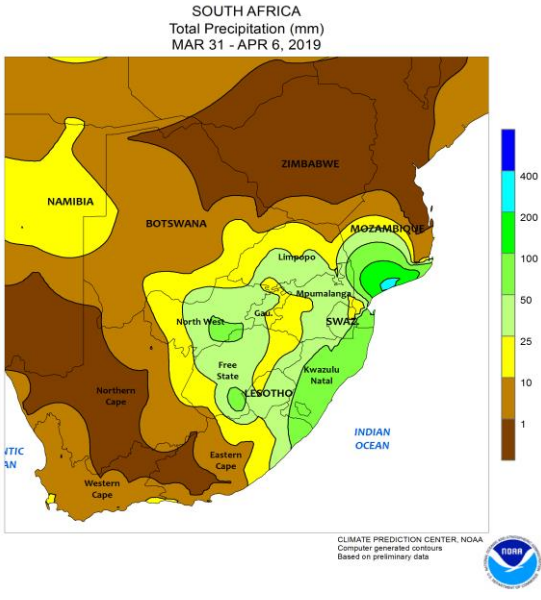 SOUTH AFRICA
Total Precipitation (mm)
MAR 31 - APR 6, 2019
ZIMBABWE
NAMIBIA
BOTSWANA
MOZAMBIQUE
Limpopo
Mpumalanga
Gau
North West
SWAZ
Free
State
Kwazulu
Natal
LESOTHO
Northern
Cape
Eastern
Cape
Western
Cape
INDIAN
OCEAN
NTIC
AN
400
200
100
50
25
10
1
CLIMATE PREDICTION CENTER, NOAA
Computer generated contours
Based on preliminary data
NOAA